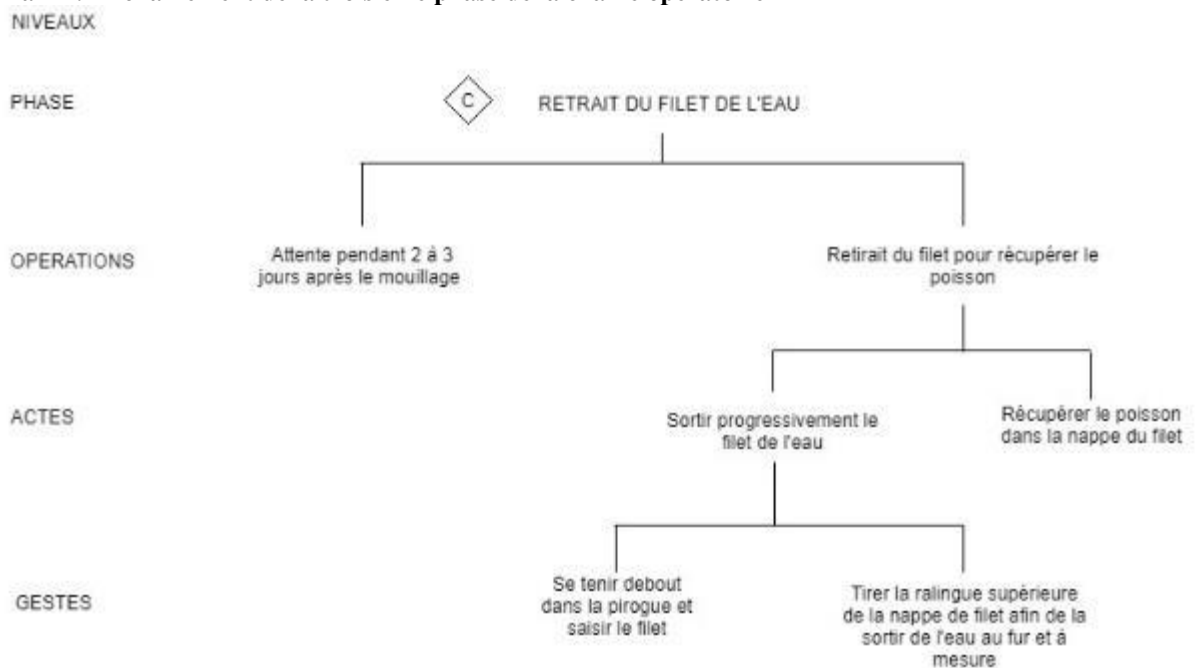 NIVEAUX
PHASE
C
RETRAIT DU FILET DE L'EAU
OPERATIONS
Attente pendant 2 à 3
jours après le mouillage
Retirait du filet pour récupérer le
poisson
ACTES
Sortir progressivement le
filet de l'eau
Récupérer le poisson
dans la nappe du filet
GESTES
Se tenir debout
dans la pirogue et
saisir le filet
Tirer la ralingue supérieure
de la nappe de filet afin de la
sortir de l'eau au fur et à
mesure